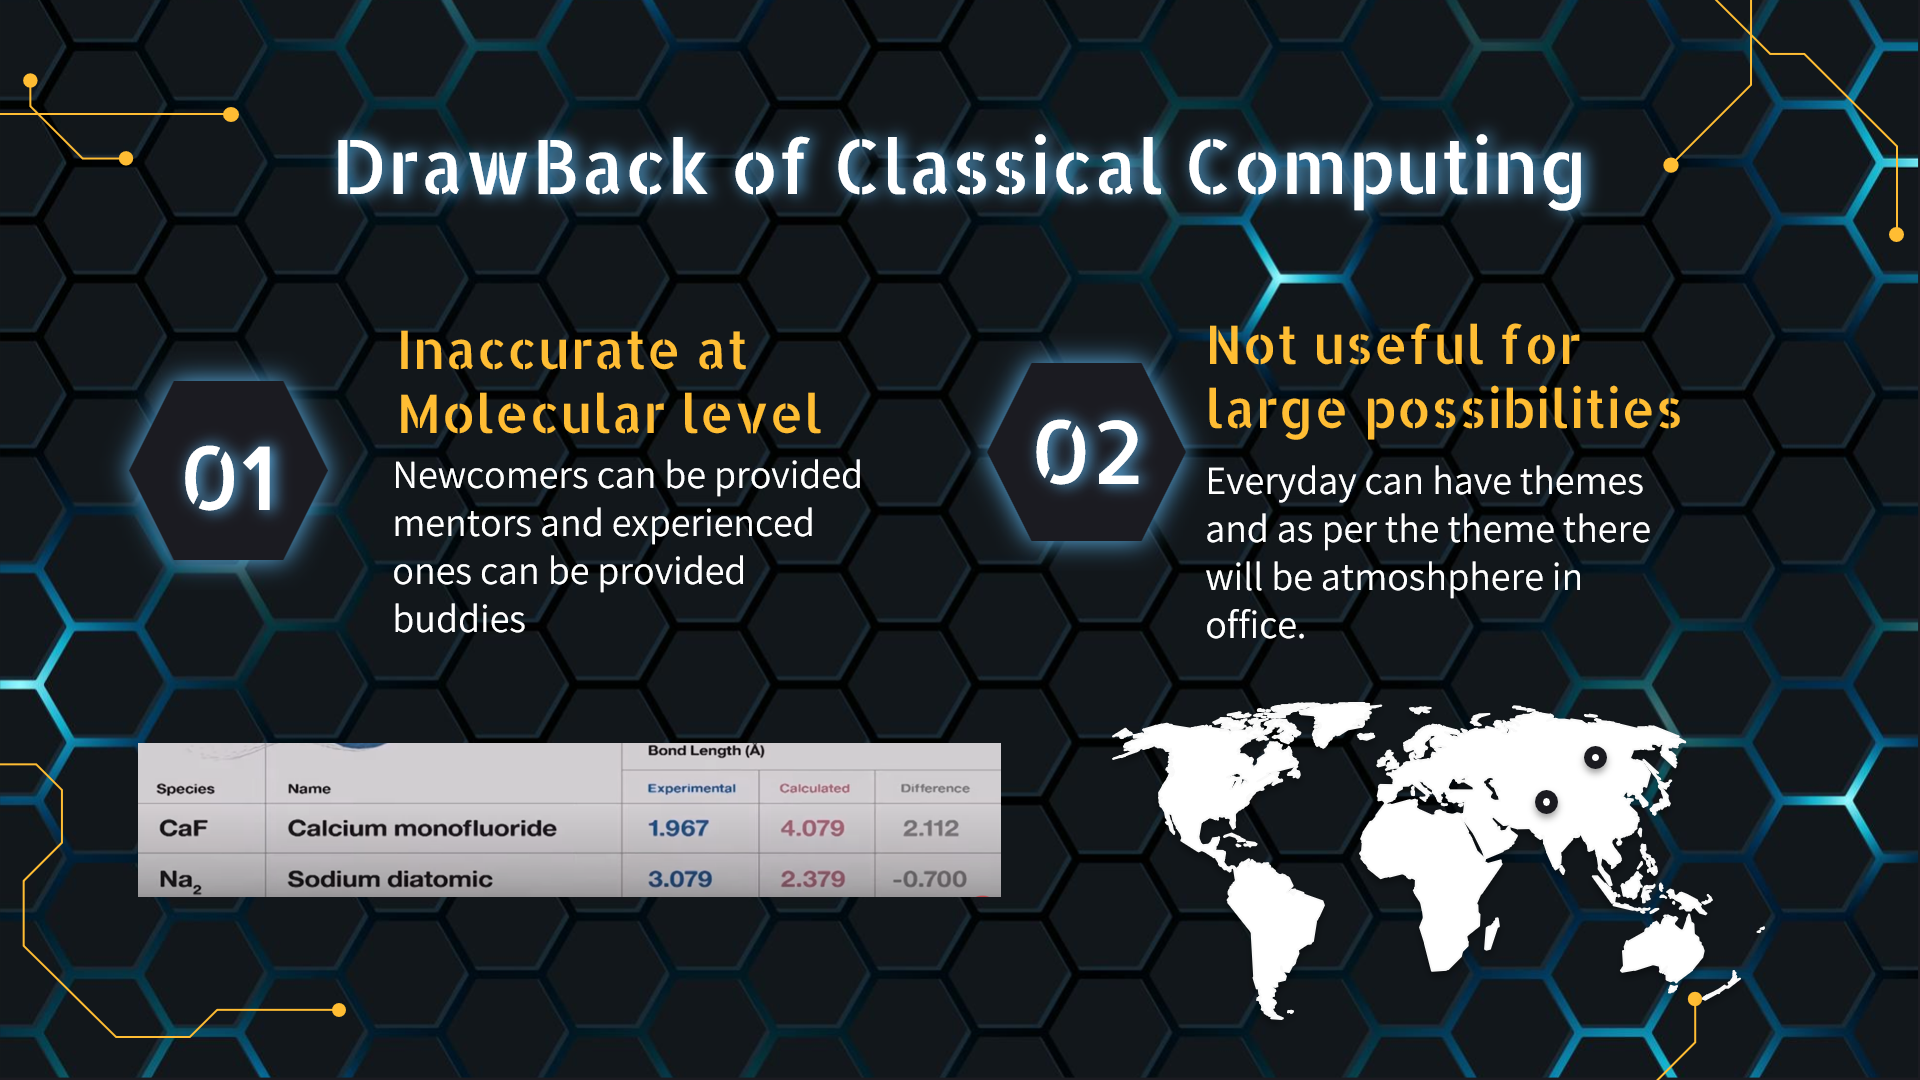 DrawBack of Classical Computing
01
Inaccurate at
Molecular level
Newcomers can be provided
mentors and experienced
ones can be provided
buddies
02
Not useful for
large possibilities
Everyday can have themes
and as per the theme there
will be atmoshphere in
office.
Bond Length (Å)
Species Name Experimental Calculated Difference
CaF Calcium monofluoride 1.967 4.079 2.112
Na2 Sodium diatomic 3.079 2.379 -0.700